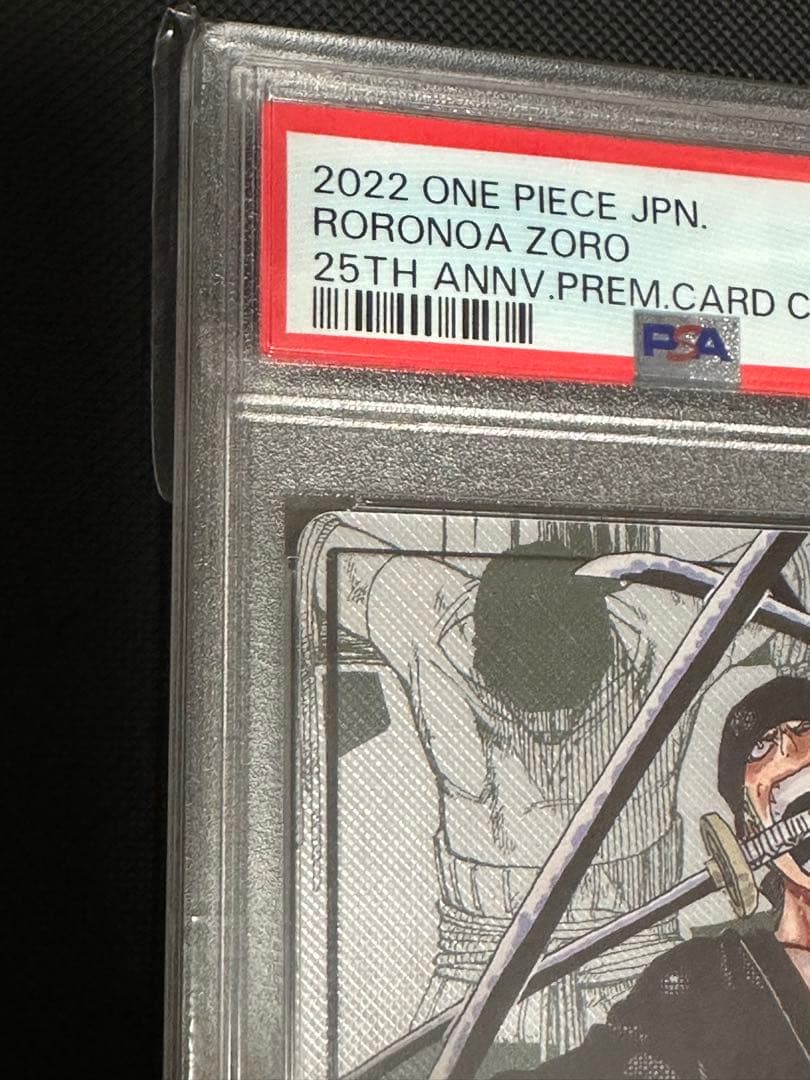 2022 ONE PIECE JPN.
RORONOA ZORO
25TH ANNV.PREM.CARD C
PSA